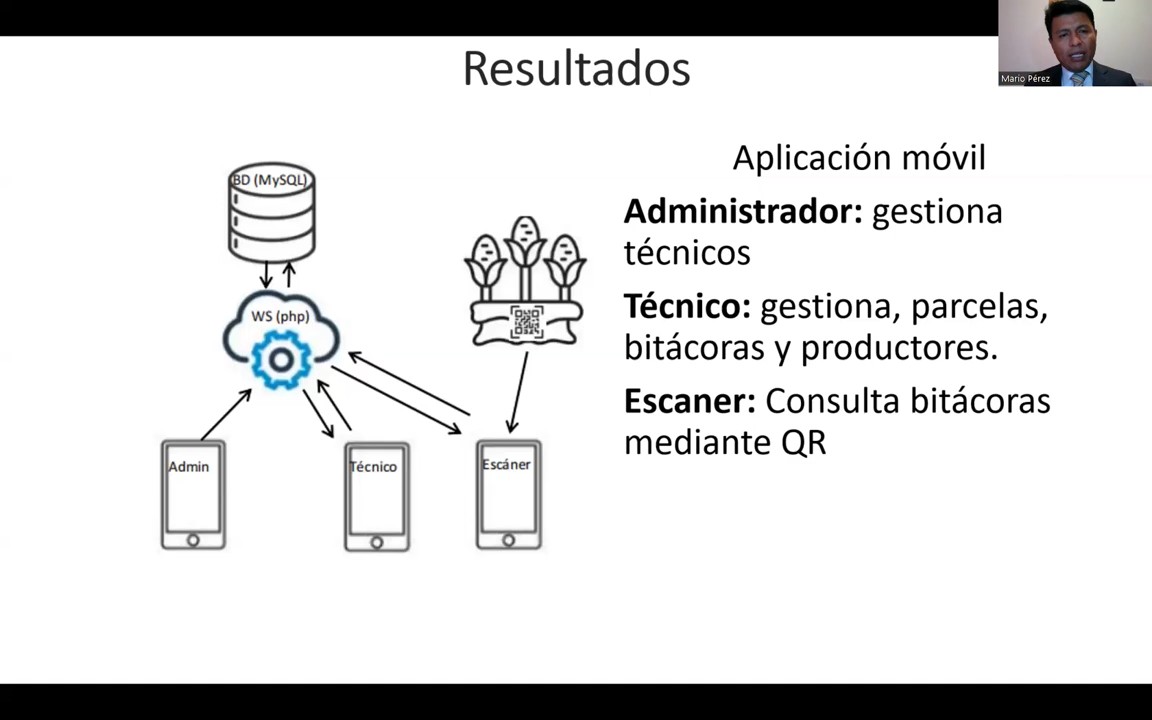 Resultados
Mario Pérez
BD (MySQL)
WS (php)
Admin
Técnico
Escáner
Aplicación móvil
Administrador: gestiona
técnicos
Técnico: gestiona, parcelas,
bitácoras y productores.
Escaner: Consulta bitácoras
mediante QR